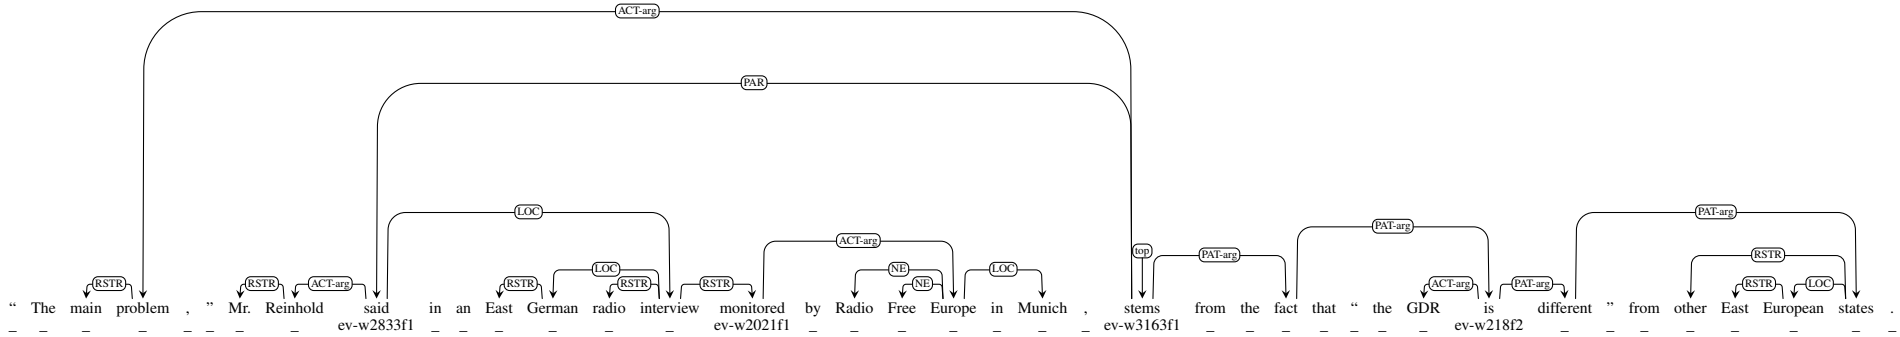 ACT-arg
PAR
LOC PAT-arg
ACT-arg PAT-arg
top PAT-arg RSTR
LOC NE LOC
RSTR RSTR ACT-arg RSTR RSTR RSTR NE ACT-arg PAT-arg RSTR LOC
“ The main problem , ” Mr. Reinhold said in an East German radio interview monitored by Radio Free Europe in Munich , stems from the fact that “ the GDR is different ” from other East European states .
_ _ _ _ _ _ _ _ ev-w2833f1 _ _ _ _ _ _ ev-w2021f1 _ _ _ _ _ _ _ ev-w3163f1 _ _ _ _ _ _ _ ev-w218f2 _ _ _ _ _ _ _ _